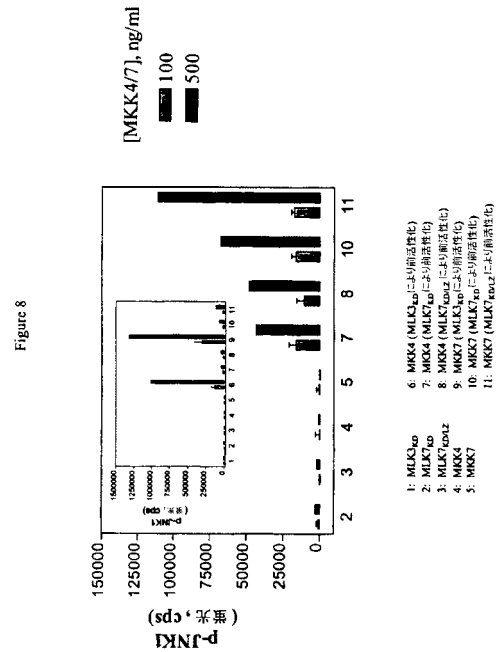 Figure 8
[MKK4/7], ng/ml
100
500
p-JNK1
(蛍光, cps)
150000
125000
100000
75000
50000
25000
0
2
3
4
5
7
8
10
11
p-JNK1
(蛍光, cps)
1500000
1250000
1000000
750000
500000
250000
0
1
2
3
4
5
6
7
8
9
10
11
1: MLK3KD
2: MLK7KD
3: MLK7KD/LZ
4: MKK4
5: MKK7
6: MKK4 (MLK3KDにより前活性化)
7: MKK4 (MLK7KDにより前活性化)
8: MKK4 (MLK7KD/LZにより前活性化)
9: MKK7 (MLK3KDにより前活性化)
10: MKK7 (MLK7KDにより前活性化)
11: MKK7 (MLK7KD/LZにより前活性化)